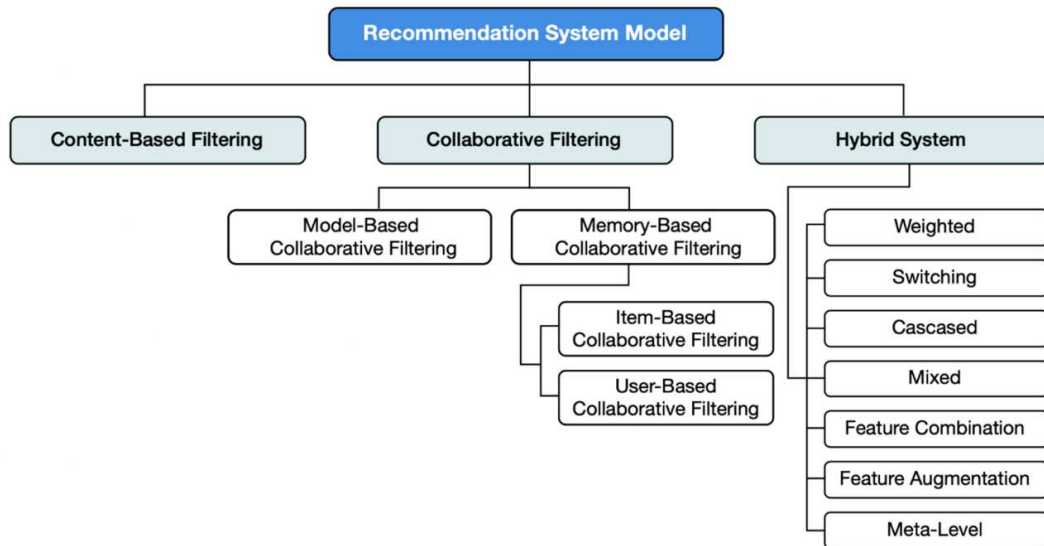 Recommendation System Model
Content-Based Filtering
Collaborative Filtering
Hybrid System
Model-Based
Collaborative Filtering
Memory-Based
Collaborative Filtering
Item-Based
Collaborative Filtering
User-Based
Collaborative Filtering
Weighted
Switching
Cascased
Mixed
Feature Combination
Feature Augmentation
Meta-Level